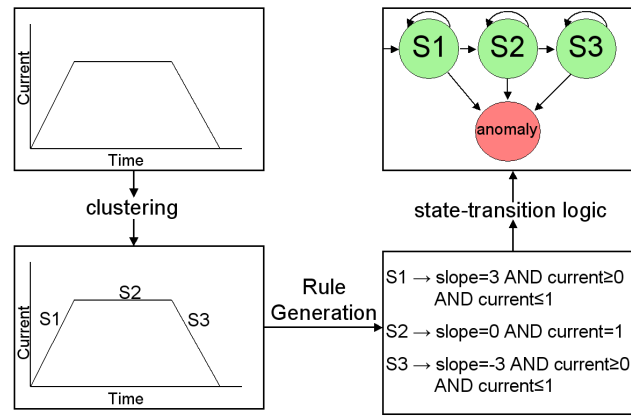 Current
Time
clustering
Current
S1
S2
S3
Time
Rule
Generation
S1 → slope=3 AND current≥0
AND current≤1
S2 → slope=0 AND current=1
S3 → slope=-3 AND current≥0
AND current≤1
state-transition logic
S1 S2 S3
anomaly